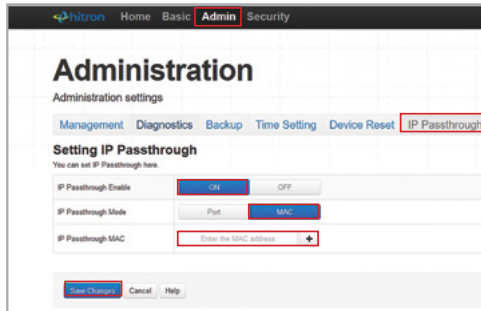 hitron Home Basic Admin Security
Administration
Administration settings
Management Diagnostics Backup Time Setting Device Reset IP Passthrough
Setting IP Passthrough
You can set IP Passthrough here.
IP Passthrough Enable ON OFF
IP Passthrough Mode Port MAC
IP Passthrough MAC Enter the MAC address +
Save Changes Cancel Help